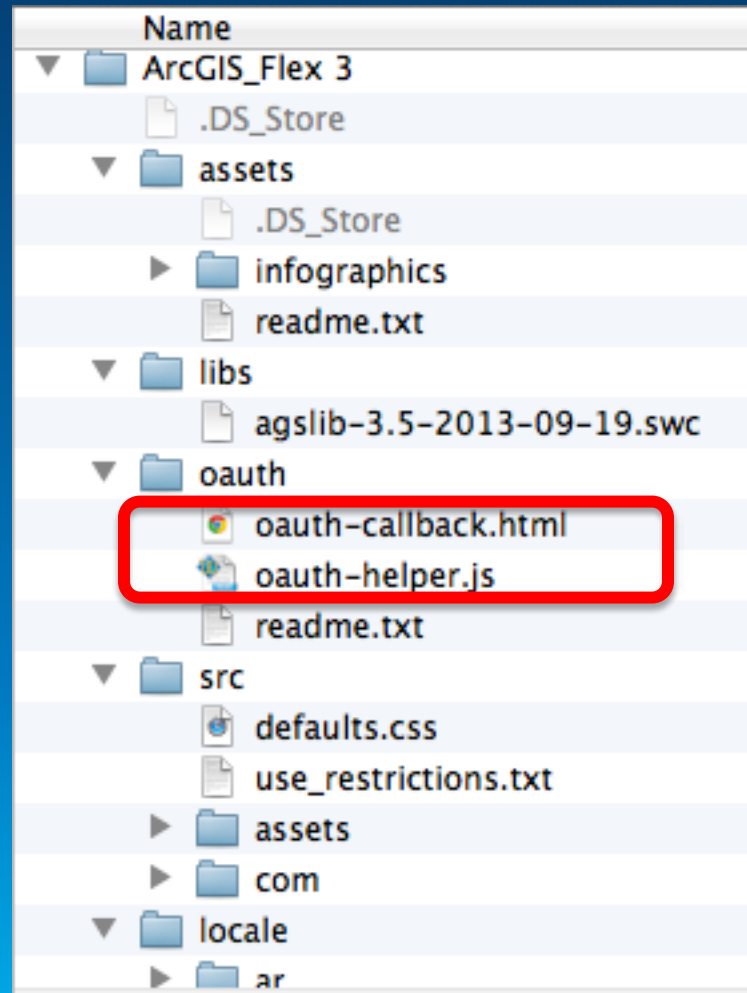 Name
ArcGIS_Flex 3
.DS_Store
assets
.DS_Store
infographics
readme.txt
libs
agslib-3.5-2013-09-19.swc
oauth
oauth-callback.html
oauth-helper.js
readme.txt
src
defaults.css
use_restrictions.txt
assets
com
locale
ar